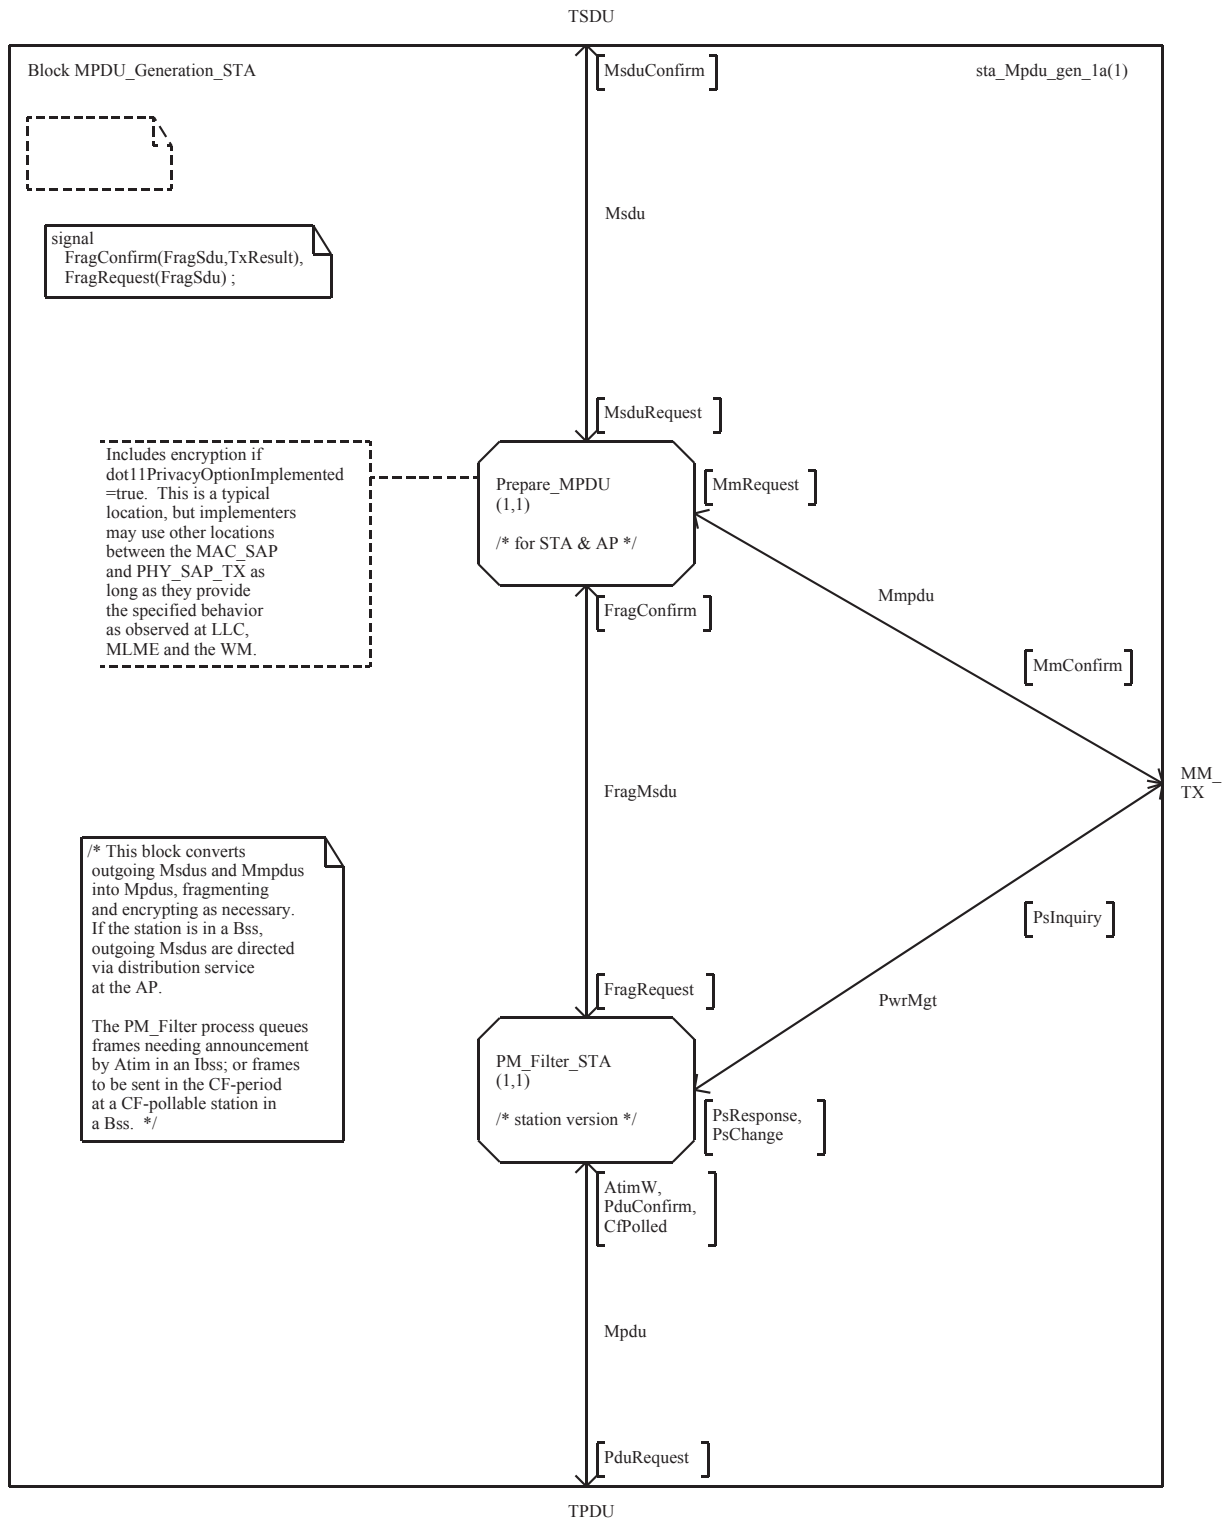 TSDU
Block MPDU_Generation_STA
MsduConfirm
sta_Mpdu_gen_1a(1)
Msdu
signal
FragConfirm(FragSdu,TxResult),
FragRequest(FragSdu) ;
MsduRequest
Includes encryption if
dot11PrivacyOptionImplemented
=true. This is a typical
location, but implementers
may use other locations
between the MAC_SAP
and PHY_SAP_TX as
long as they provide
the specified behavior
as observed at LLC,
MLME and the WM.
Prepare_MPDU
(1,1)
/* for STA & AP */
MmRequest
Mmpdu
FragConfirm
MmConfirm
MM_
TX
FragMsdu
/* This block converts
outgoing Msdus and Mmpdus
into Mpdus, fragmenting
and encrypting as necessary.
If the station is in a Bss,
outgoing Msdus are directed
via distribution service
at the AP.
The PM_Filter process queues
frames needing announcement
by Atim in an Ibss; or frames
to be sent in the CF-period
at a CF-pollable station in
a Bss. */
PsInquiry
FragRequest
PwrMgt
PM_Filter_STA
(1,1)
/* station version */
PsResponse,
PsChange
AtimW,
PduConfirm,
CfPolled
Mpdu
PduRequest
TPDU